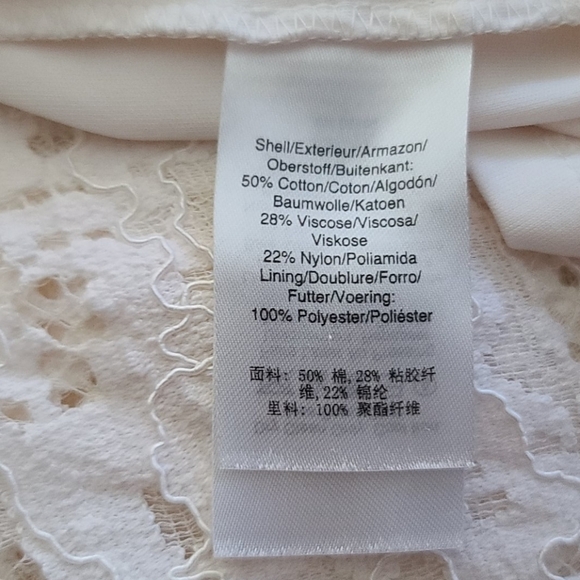 Shell/Exterieur/Armazon/
Oberstoff/Buitenkant:
50% Cotton/Coton/Algodón/
Baumwolle/Katoen
28% Viscose/Viscosa/
Viskose
22% Nylon/Poliamida
Lining/Doublure/Forro/
Futter/Voering:
100% Polyester/Poliéster
面料: 50% 棉,28% 粘胶纤
维,22% 锦纶
里料: 100% 聚酯纤维